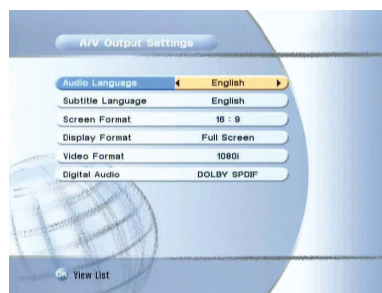 A/V Output Settings
Audio Language English
Subtitle Language English
Screen Format 16 : 9
Display Format Full Screen
Video Format 1080i
Digital Audio DOLBY SPDIF
OK View List